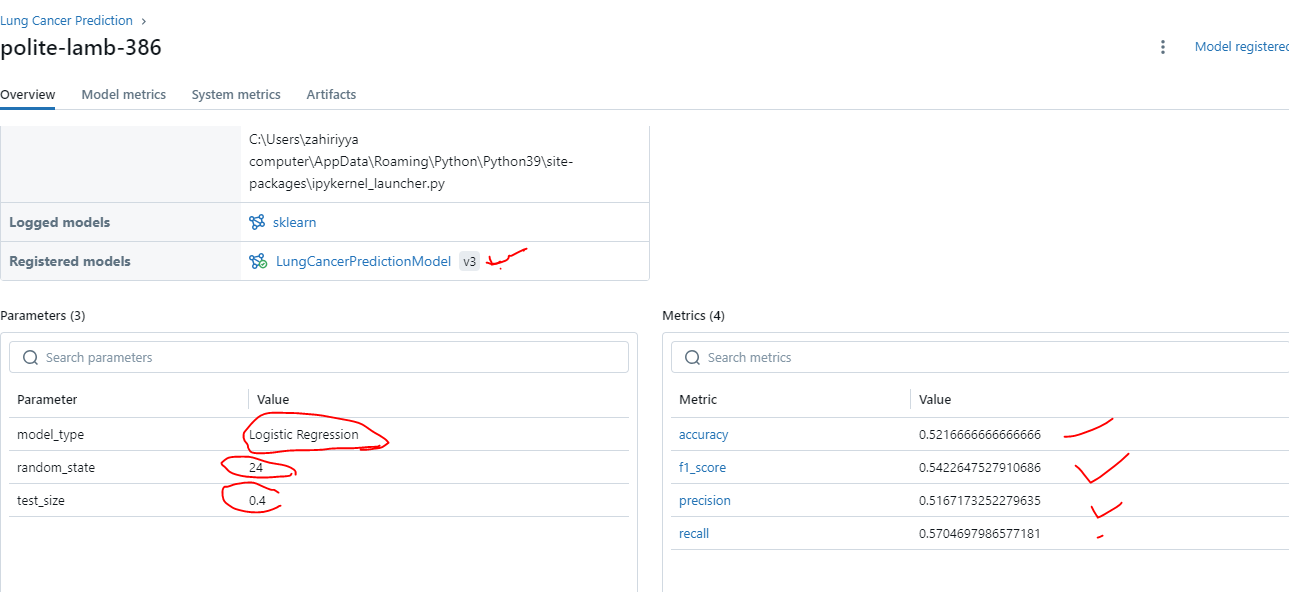 Lung Cancer Prediction >
polite-lamb-386
Model registered
Overview Model metrics System metrics Artifacts
C:\Users\zahiriyya
computer\AppData\Roaming\Python\Python39\site-
packages\ipykernel_launcher.py
Logged models sklearn
Registered models LungCancerPredictionModel v3
Parameters (3)
Search parameters
Parameter Value
model_type Logistic Regression
random_state 24
test_size 0.4
Metrics (4)
Search metrics
Metric Value
accuracy 0.5216666666666666
f1_score 0.5422647527910686
precision 0.5167173252279635
recall 0.5704697986577181